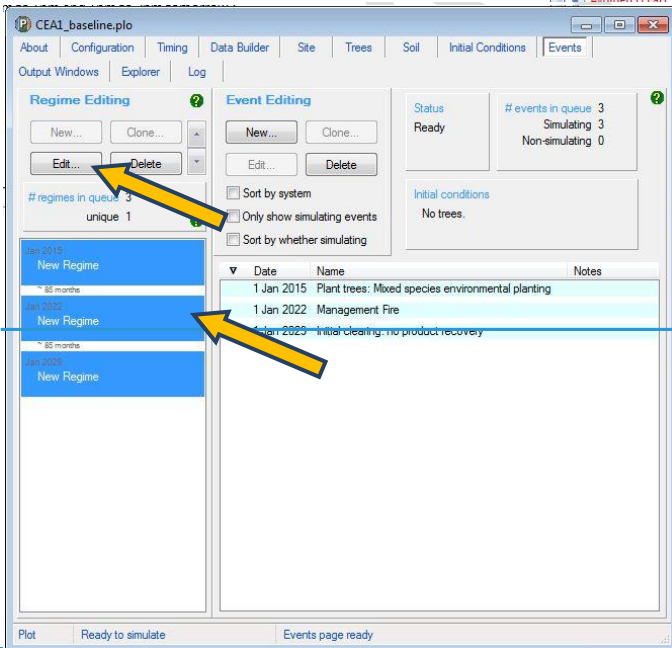 CEA1_baseline.plo
About Configuration Timing Data Builder Site Trees Soil Initial Conditions Events
Output Windows Explorer Log
Regime Editing
New... Clone...
Edit... Delete
# regimes in queue 3
unique 1
Jan 2015
New Regime
~ 85 months
Jan 2022
New Regime
~ 85 months
Jan 2029
New Regime
Event Editing
New... Clone...
Edit... Delete
Sort by system
Only show simulating events
Sort by whether simulating
Status
Ready
# events in queue 3
Simulating 3
Non-simulating 0
Initial conditions
No trees.
Date Name Notes
1 Jan 2015 Plant trees: Mixed species environmental planting
1 Jan 2022 Management Fire
1 Jan 2029 Initial clearing: no product recovery
Plot Ready to simulate Events page ready